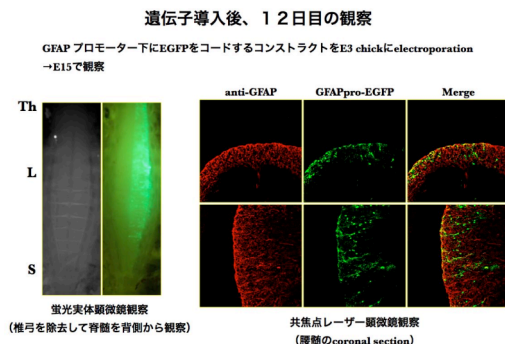 遺伝子導入後、１２日目の観察
GFAP プロモーター下にEGFPをコードするコンストラクトをE3 chickにelectroporation
→E15で観察
anti-GFAP GFAPpro-EGFP Merge
Th
L
S
蛍光実体顕微鏡観察
（椎弓を除去して脊髄を背側から観察）
共焦点レーザー顕微鏡観察
（腰髄のcoronal section）